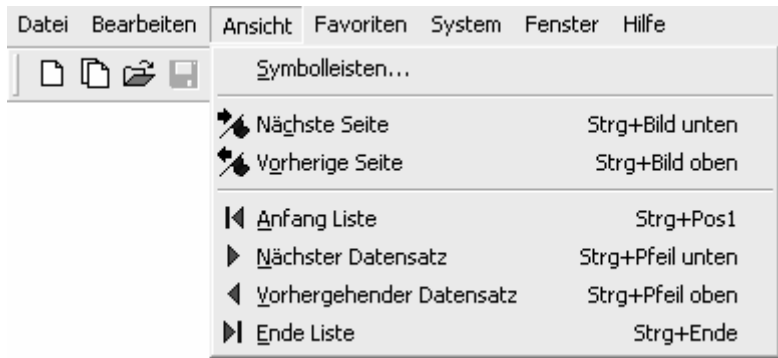 Datei Bearbeiten Ansicht Favoriten System Fenster Hilfe
Symbolleisten...
Nächste Seite Strg+Bild unten
Vorherige Seite Strg+Bild oben
Anfang Liste Strg+Pos1
Nächster Datensatz Strg+Pfeil unten
Vorhergehender Datensatz Strg+Pfeil oben
Ende Liste Strg+Ende